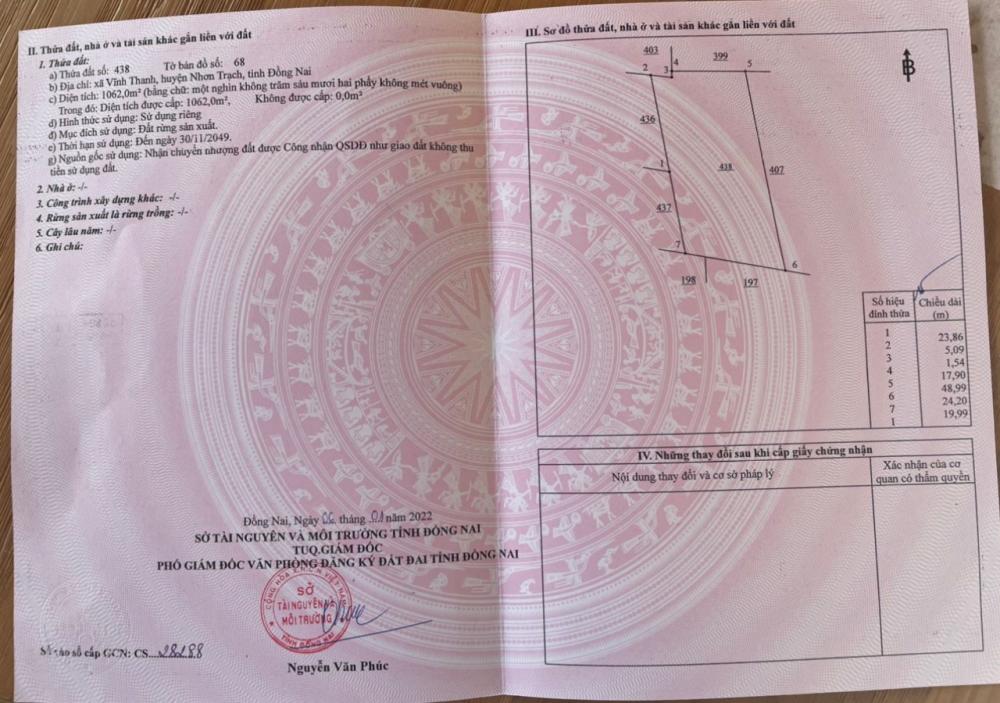 II. Thửa đất, nhà ở và tài sản khác gắn liền với đất
1. Thửa đất:
a) Thửa đất số: 438 Tờ bản đồ số: 68
b) Địa chỉ: xã Vĩnh Thanh, huyện Nhơn Trạch, tỉnh Đồng Nai
c) Diện tích: 1062,0m², (bằng chữ: một nghìn không trăm sáu mươi hai phẩy không mét vuông)
Trong đó: Diện tích được cấp: 1062,0m², Không được cấp: 0,0m²
d) Hình thức sử dụng: Sử dụng riêng
đ) Mục đích sử dụng: Đất rừng sản xuất.
e) Thời hạn sử dụng: Đến ngày 30/11/2049.
g) Nguồn gốc sử dụng: Nhận chuyển nhượng đất được Công nhận QSDĐ như giao đất không thu
tiền sử dụng đất.
2. Nhà ở: -/-
3. Công trình xây dựng khác: -/-
4. Rừng sản xuất là rừng trồng: -/-
5. Cây lâu năm: -/-
6. Ghi chú:
Đồng Nai, Ngày 06 tháng 01 năm 2022
SỞ TÀI NGUYÊN VÀ MÔI TRƯỜNG TỈNH ĐỒNG NAI
TUQ.GIÁM ĐỐC
PHÓ GIÁM ĐỐC VĂN PHÒNG ĐĂNG KÝ ĐẤT ĐAI TỈNH ĐỒNG NAI
SỞ
TÀI NGUYÊN VÀ
MÔI TRƯỜNG
TỈNH ĐỒNG NAI
Nguyễn Văn Phúc
Số vào sổ cấp GCN: CS...28288
III. Sơ đồ thửa đất, nhà ở và tài sản khác gắn liền với đất
403
399
2
3
4
5
B
436
1
438
407
437
7
6
198
197
Số hiệu đỉnh thửa Chiều dài (m)
1
23,86
2
5,09
3
1,54
4
17,90
5
48,99
6
24,20
7
19,99
1
IV. Những thay đổi sau khi cấp giấy chứng nhận
Nội dung thay đổi và cơ sở pháp lý
Xác nhận của cơ
quan có thẩm quyền